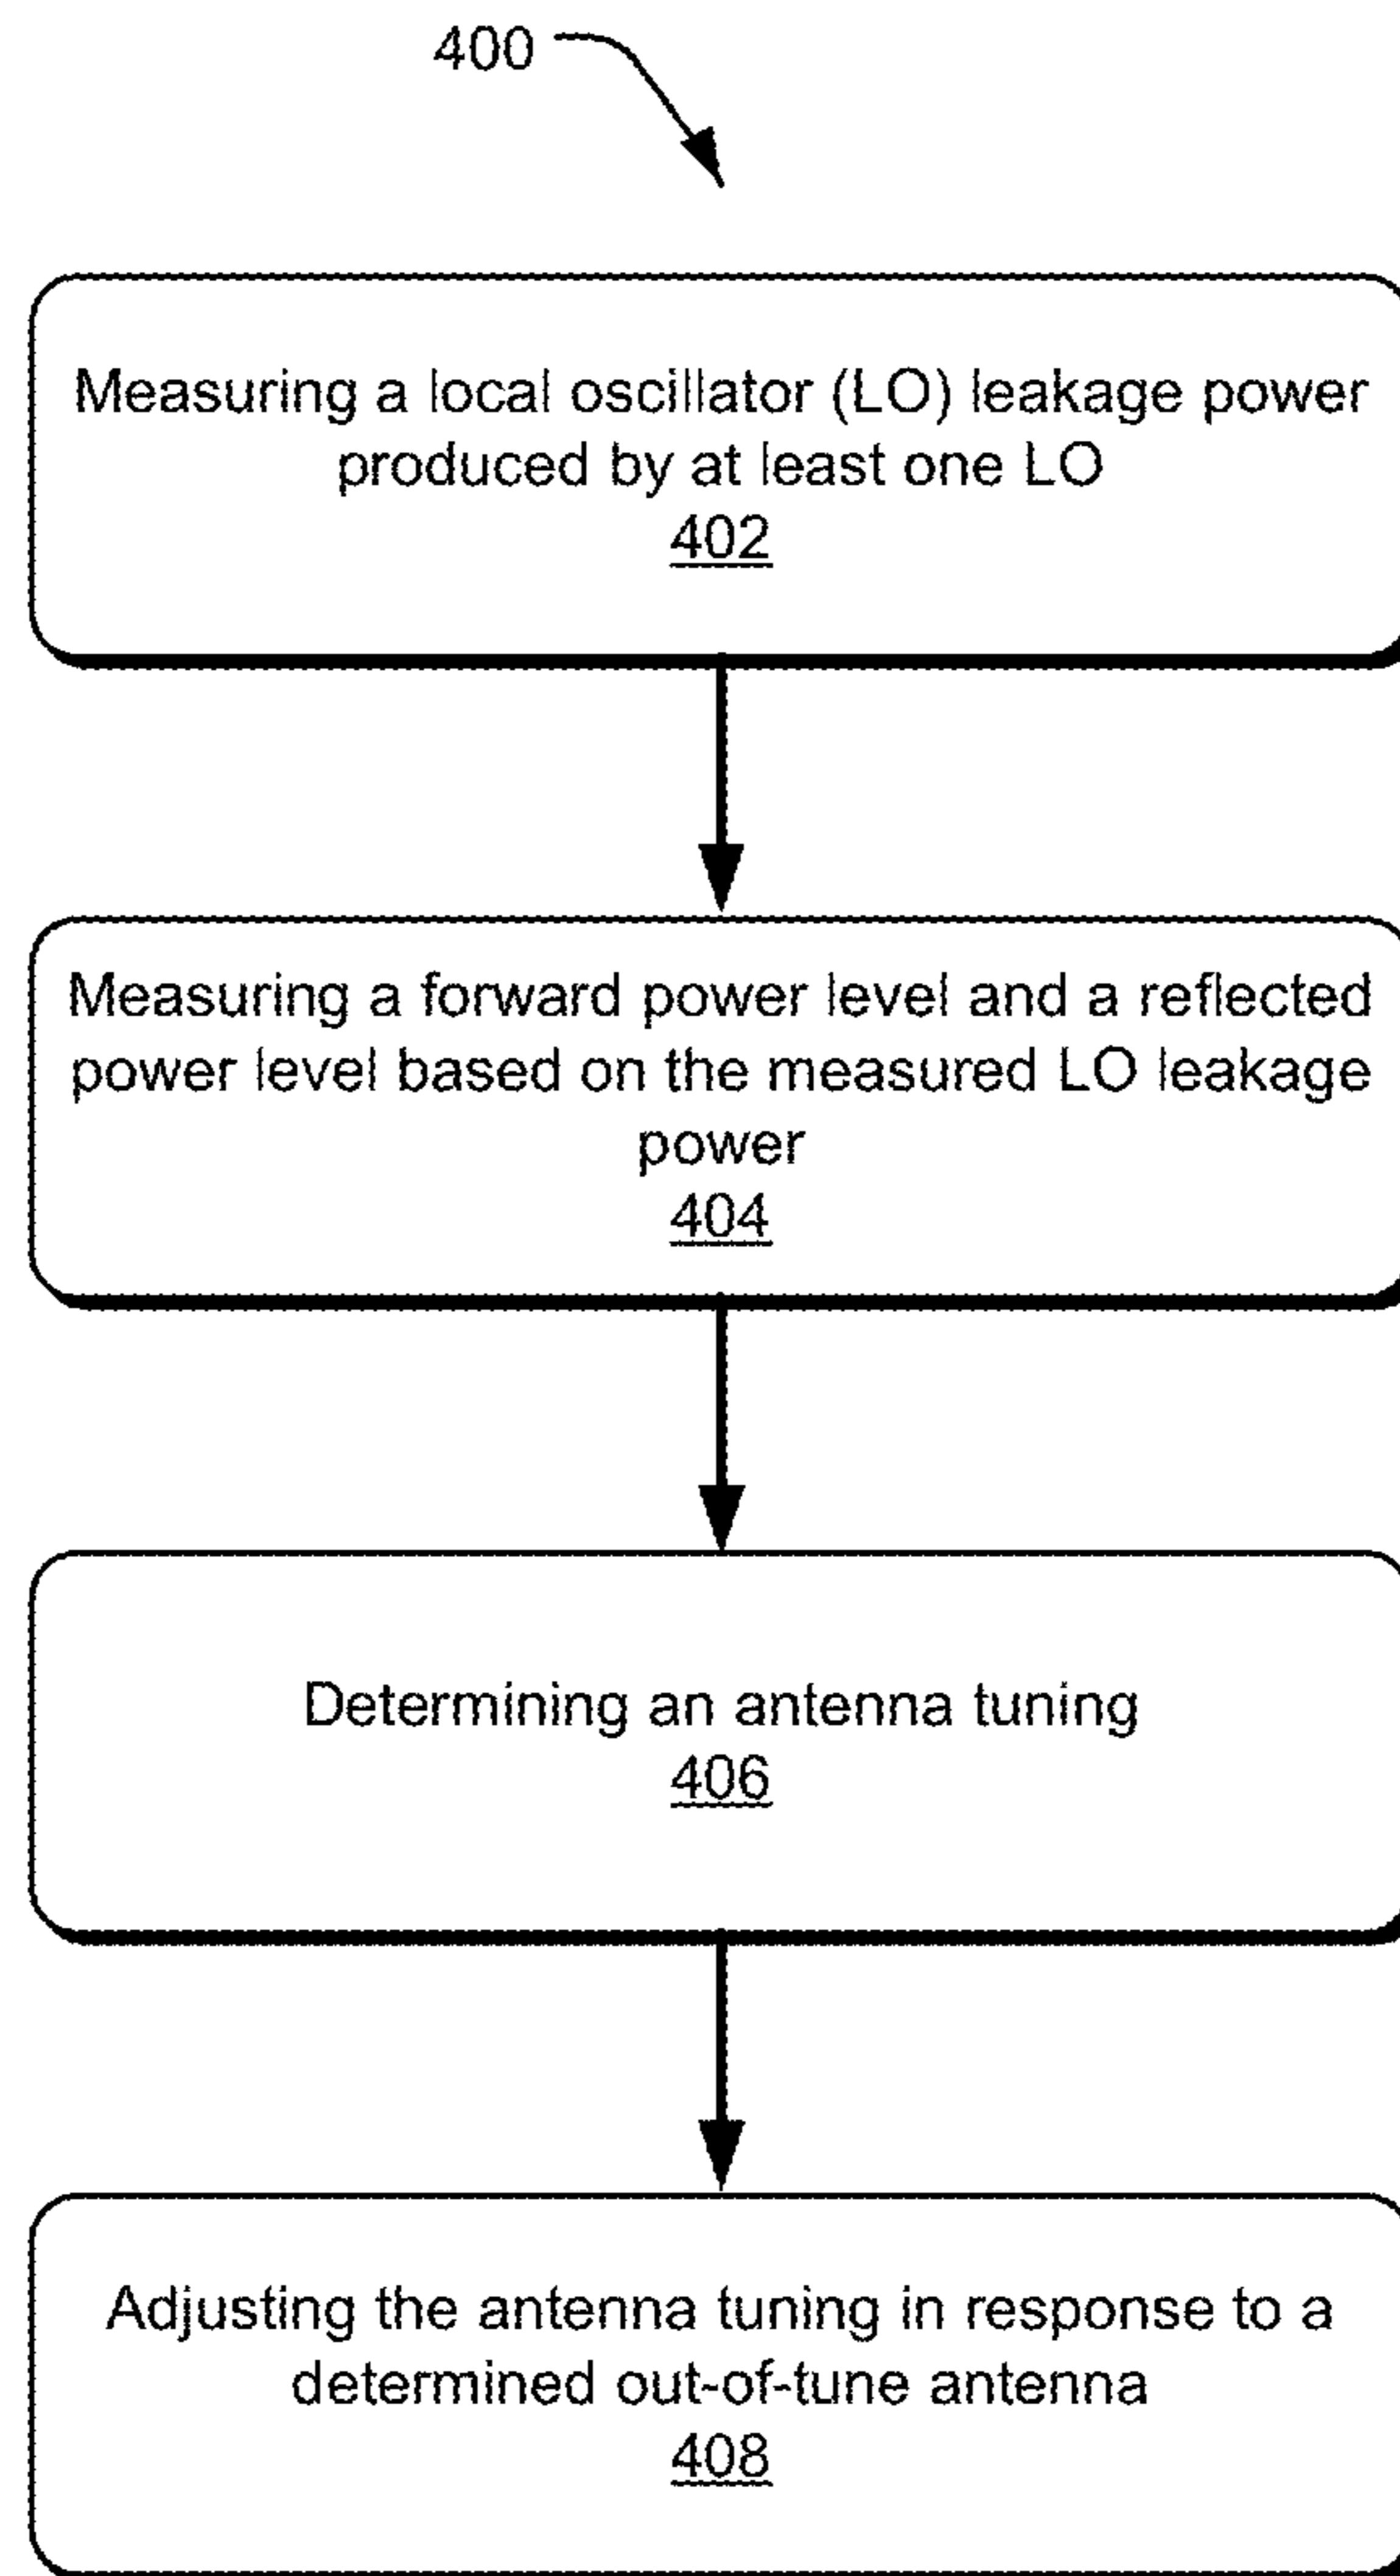 400
Measuring a local oscillator (LO) leakage power
produced by at least one LO
402
Measuring a forward power level and a reflected
power level based on the measured LO leakage
power
404
Determining an antenna tuning
406
Adjusting the antenna tuning in response to a
determined out-of-tune antenna
408